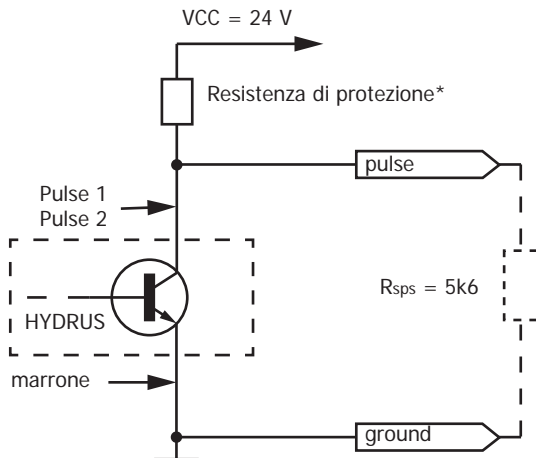 VCC = 24 V
Resistenza di protezione*
pulse
Pulse 1
Pulse 2
Rsps = 5k6
HYDRUS
marrone
ground